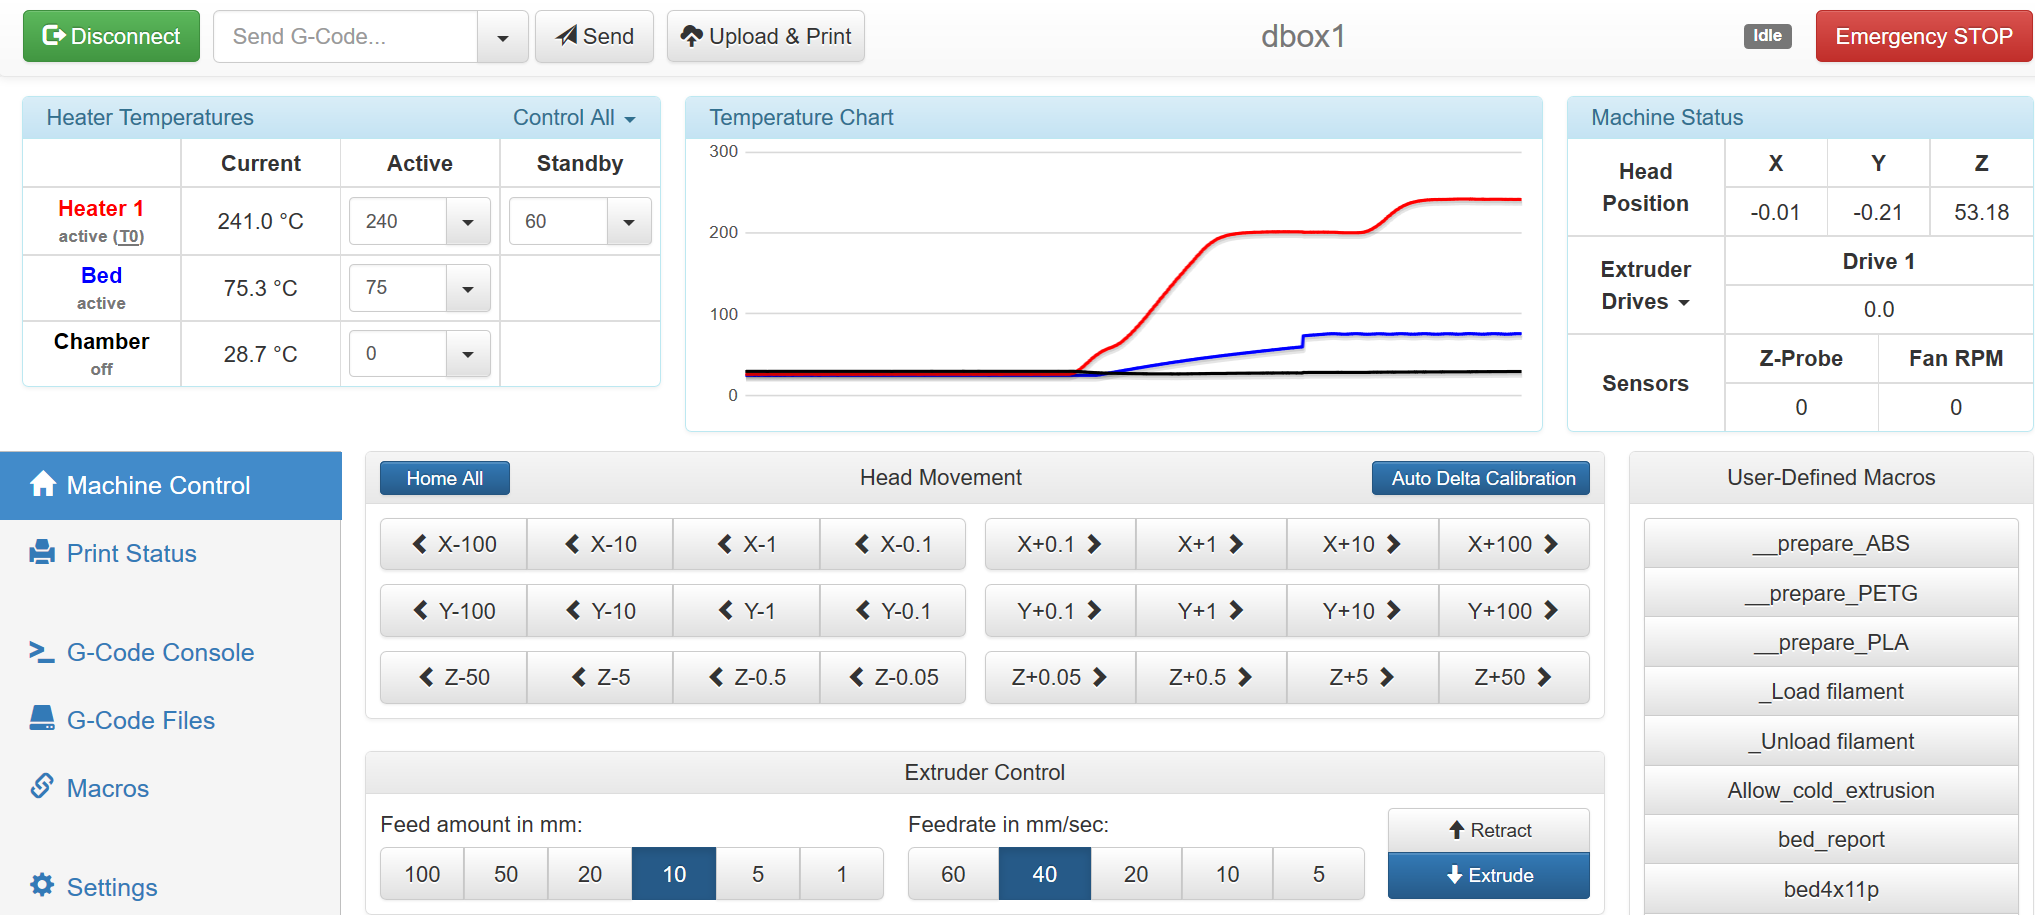 Disconnect
Send G-Code...
Send
Upload & Print
dbox1
Idle
Emergency STOP
Heater Temperatures
Control All
Current Active Standby
Heater 1
active (T0)
241.0 °C
240
60
Bed
active
75.3 °C
75
Chamber
off
28.7 °C
0
Temperature Chart
300
200
100
0
Machine Status
Head
Position
X Y Z
-0.01 -0.21 53.18
Extruder
Drives
Drive 1
0.0
Sensors
Z-Probe Fan RPM
0 0
Machine Control
Print Status
G-Code Console
G-Code Files
Macros
Settings
Home All
Head Movement
Auto Delta Calibration
X-100 X-10 X-1 X-0.1 X+0.1 X+1 X+10 X+100
Y-100 Y-10 Y-1 Y-0.1 Y+0.1 Y+1 Y+10 Y+100
Z-50 Z-5 Z-0.5 Z-0.05 Z+0.05 Z+0.5 Z+5 Z+50
Extruder Control
Feed amount in mm:
100 50 20 10 5 1
Feedrate in mm/sec:
60 40 20 10 5
Retract
Extrude
User-Defined Macros
__prepare_ABS
__prepare_PETG
__prepare_PLA
_Load filament
_Unload filament
Allow_cold_extrusion
bed_report
bed4x11p